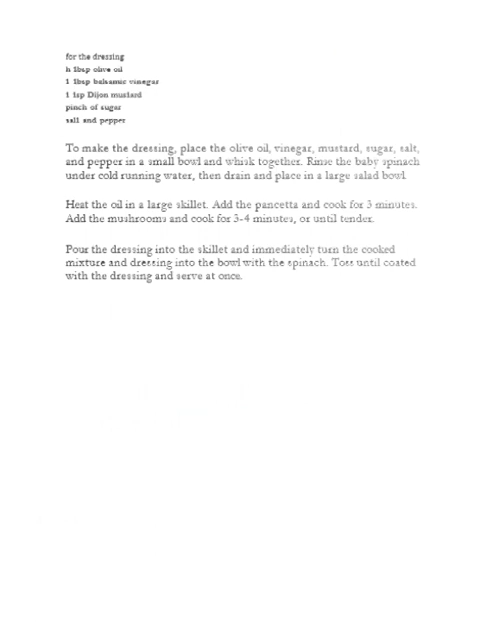 for the dressing
tbsp olive oil
1 tbsp balsamic vinegar
1 tsp Dijon mustard
pinch of sugar
salt and pepper
To make the dressing, place the olive oil, vinegar, mustard, sugar, salt,
and pepper in a small bowl and whisk together. Rinse the baby spinach
under cold running water, then drain and place in a large salad bowl.
Heat the oil in a large skillet. Add the pancetta and cook for 3 minutes.
Add the mushrooms and cook for 3-4 minutes, or until tender.
Pour the dressing into the skillet and immediately turn the cooked
mixture and dressing into the bowl with the spinach. Toss until coated
with the dressing and serve at once.